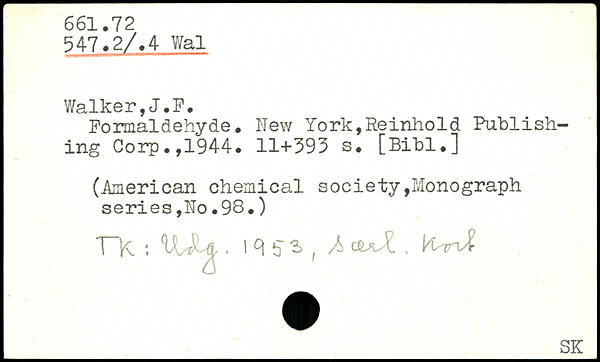 661.72
547.2/.4 Wal
Walker,J.F.
Formaldehyde. New York,Reinhold Publish-
ing Corp.,1944. 11+393 s. [Bibl.]
(American chemical society,Monograph
series,No.98.)
TK: Udg. 1953, særl. Kort
SK